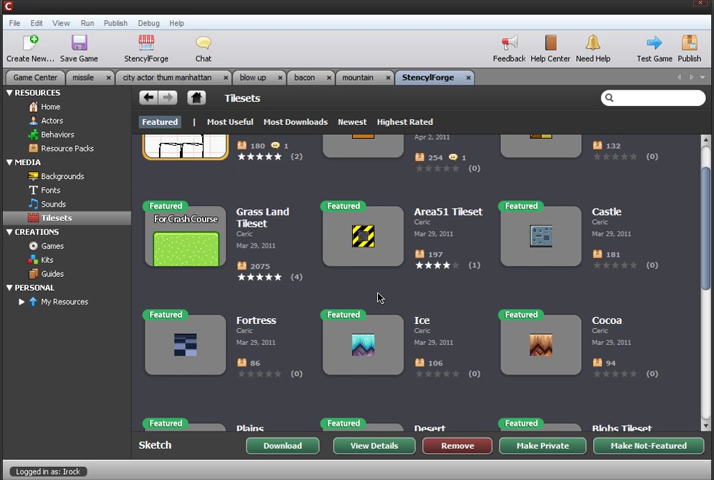 C
File Edit View Run Publish Debug Help
Create New... Save Game StencylForge Chat Feedback Help Center Need Help Test Game Publish
Game Center missile × city actor thum manhattan × blow up × bacon × mountain × StencylForge ×
RESOURCES
Home
Actors
Behaviors
Resource Packs
MEDIA
Backgrounds
Fonts
Sounds
Tilesets
CREATIONS
Games
Kits
Guides
PERSONAL
My Resources
Tilesets
Featured | Most Useful Most Downloads Newest Highest Rated
Apr 2, 2011
180 1 254 1 132
(2) (0) (0)
Featured
For Crash Course
Grass Land
Tileset
Ceric
Mar 29, 2011
2075
(4)
Featured
Area51 Tileset
Ceric
Mar 29, 2011
197
(1)
Featured
Castle
Ceric
Mar 29, 2011
181
(0)
Featured
Fortress
Ceric
Mar 29, 2011
86
(0)
Featured
Ice
Ceric
Mar 29, 2011
106
(0)
Featured
Cocoa
Ceric
Mar 29, 2011
94
(0)
Featured Plains Featured Desert Featured Blobs Tileset
Sketch Download View Details Remove Make Private Make Not-Featured
Logged in as: Irock